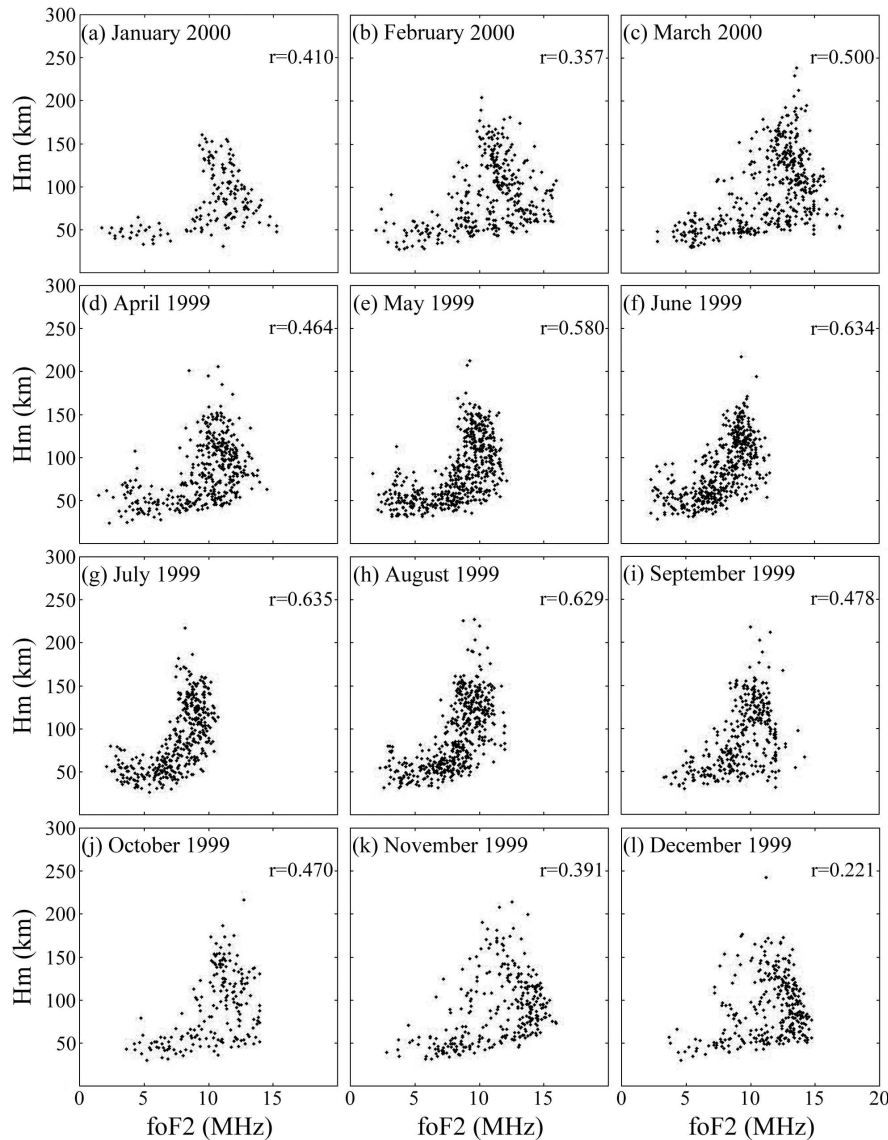 300 (a) January 2000 (b) February 2000 (c) March 2000
r=0.410 r=0.357 r=0.500
250
200
150
100
50
Hm (km)
300 (d) April 1999 (e) May 1999 (f) June 1999
r=0.464 r=0.580 r=0.634
250
200
150
100
50
Hm (km)
300 (g) July 1999 (h) August 1999 (i) September 1999
r=0.635 r=0.629 r=0.478
250
200
150
100
50
Hm (km)
300 (j) October 1999 (k) November 1999 (l) December 1999
r=0.470 r=0.391 r=0.221
250
200
150
100
50
Hm (km)
0 5 10 15 0 5 10 15 0 5 10 15 20
foF2 (MHz) foF2 (MHz) foF2 (MHz)